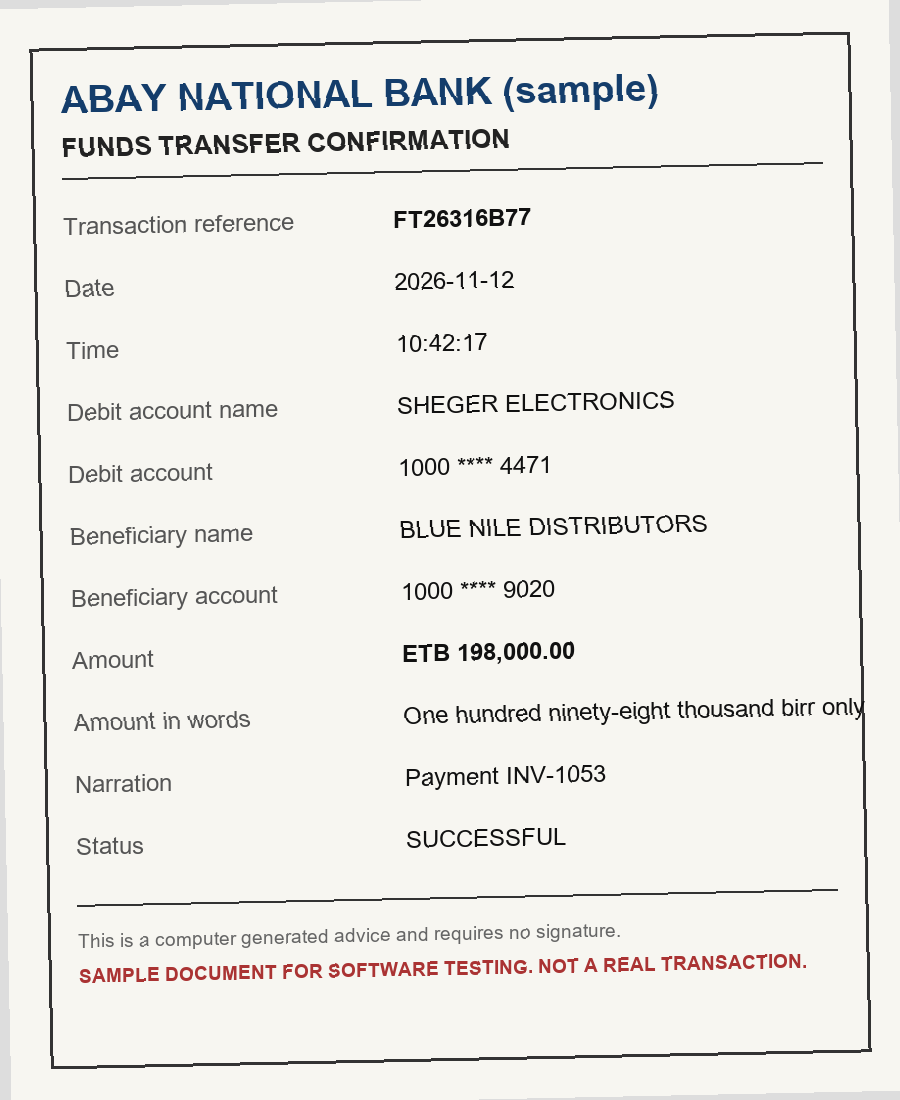 ABAY NATIONAL BANK (sample)
FUNDS TRANSFER CONFIRMATION
Transaction reference FT26316B77
Date 2026-11-12
Time 10:42:17
Debit account name SHEGER ELECTRONICS
Debit account 1000 **** 4471
Beneficiary name BLUE NILE DISTRIBUTORS
Beneficiary account 1000 **** 9020
Amount ETB 198,000.00
Amount in words One hundred ninety-eight thousand birr only
Narration Payment INV-1053
Status SUCCESSFUL
This is a computer generated advice and requires no signature.
SAMPLE DOCUMENT FOR SOFTWARE TESTING. NOT A REAL TRANSACTION.